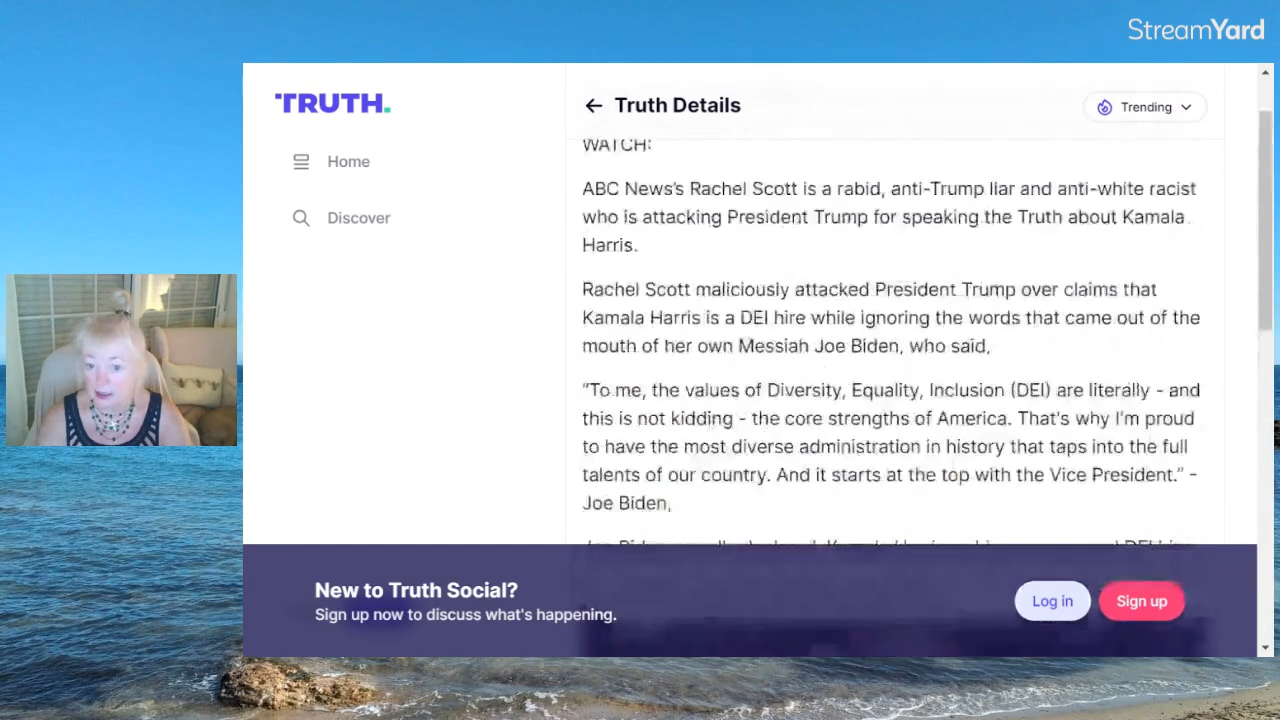 StreamYard
TRUTH.
Truth Details
Trending
Home
Discover
WATCH:
ABC News's Rachel Scott is a rabid, anti-Trump liar and anti-white racist
who is attacking President Trump for speaking the Truth about Kamala
Harris.
Rachel Scott maliciously attacked President Trump over claims that
Kamala Harris is a DEI hire while ignoring the words that came out of the
mouth of her own Messiah Joe Biden, who said,
"To me, the values of Diversity, Equality, Inclusion (DEI) are literally - and
this is not kidding - the core strengths of America. That's why I'm proud
to have the most diverse administration in history that taps into the full
talents of our country. And it starts at the top with the Vice President." -
Joe Biden,
New to Truth Social?
Sign up now to discuss what's happening.
Log in
Sign up